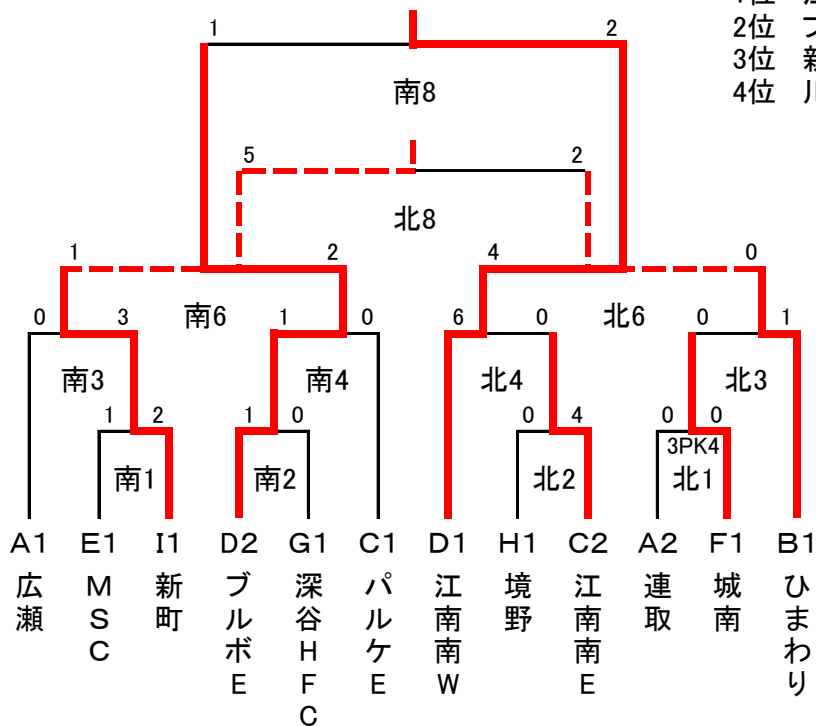 1位
2位
3位 新
4位
1 2
南8
5 2
北8
1 2 4 0
南6 北6
0 3 1 0 6 0 0 1
南3 南4 北4 北3
1 2 1 0 0 4 0 0
3PK4
南1 南2 北2 北1
A1 E1 I1 D2 G1 C1 D1 H1 C2 A2 F1 B1
広瀬
MSC
新町
ブルボE
深谷HFC
パルケE
江南南W
境野
江南南E
連取
城南
ひまわり